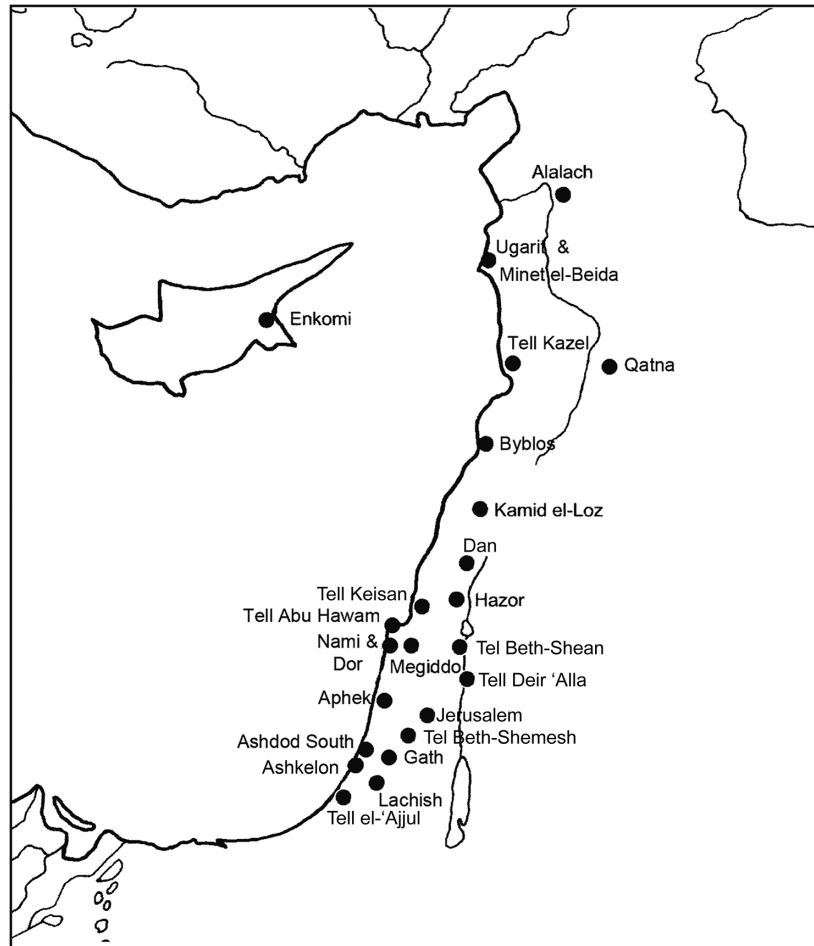 Alalach
Ugarit &
Minet el-Beida
Enkomi
Tell Kazel
Qatna
Byblos
Kamid el-Loz
Dan
Tell Keisan
Hazor
Tell Abu Hawam
Nami &
Dor
Megiddo
Tel Beth-Shean
Tell Deir ‘Alla
Aphek
Jerusalem
Tel Beth-Shemesh
Ashdod South
Gath
Ashkelon
Lachish
Tell el-‘Ajjul